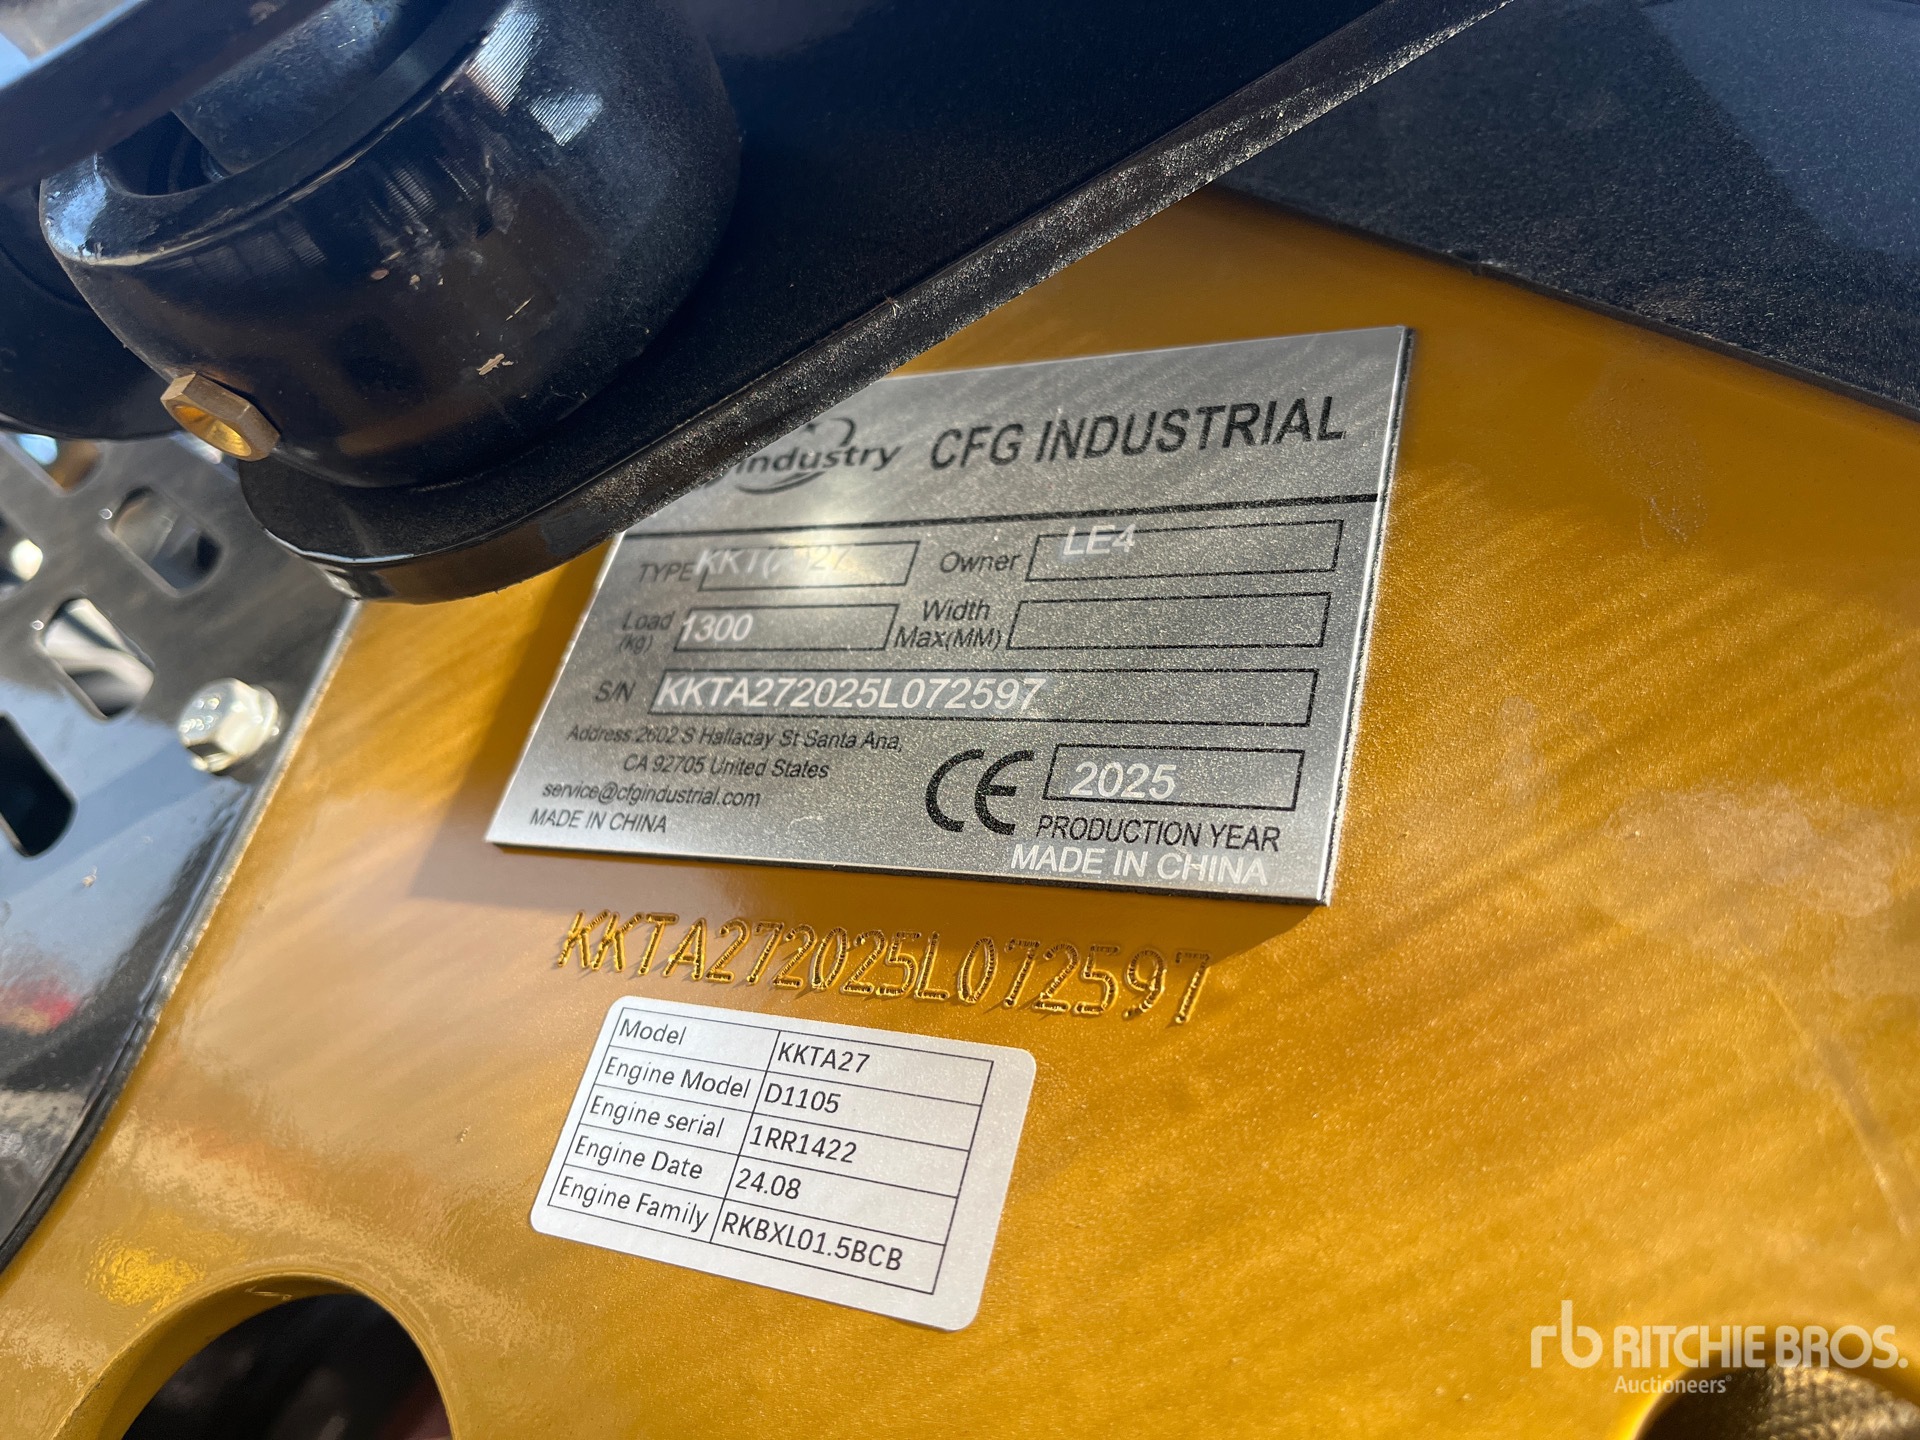 industry CFG INDUSTRIAL
TYPE Owner LE4
Load (kg) 1300 Width Max(MM)
S/N KKTA272025L072597
Address:2602 S Halladay St Santa Ana,
CA 92705 United States
service@cfgindustrial.com
MADE IN CHINA
CE 2025
PRODUCTION YEAR
MADE IN CHINA
KKTA272025L072597
Model KKTA27
Engine Model D1105
Engine serial 1RR1422
Engine Date 24.08
Engine Family RKBXL01.5BCB
rb RITCHIE BROS.
Auctioneers